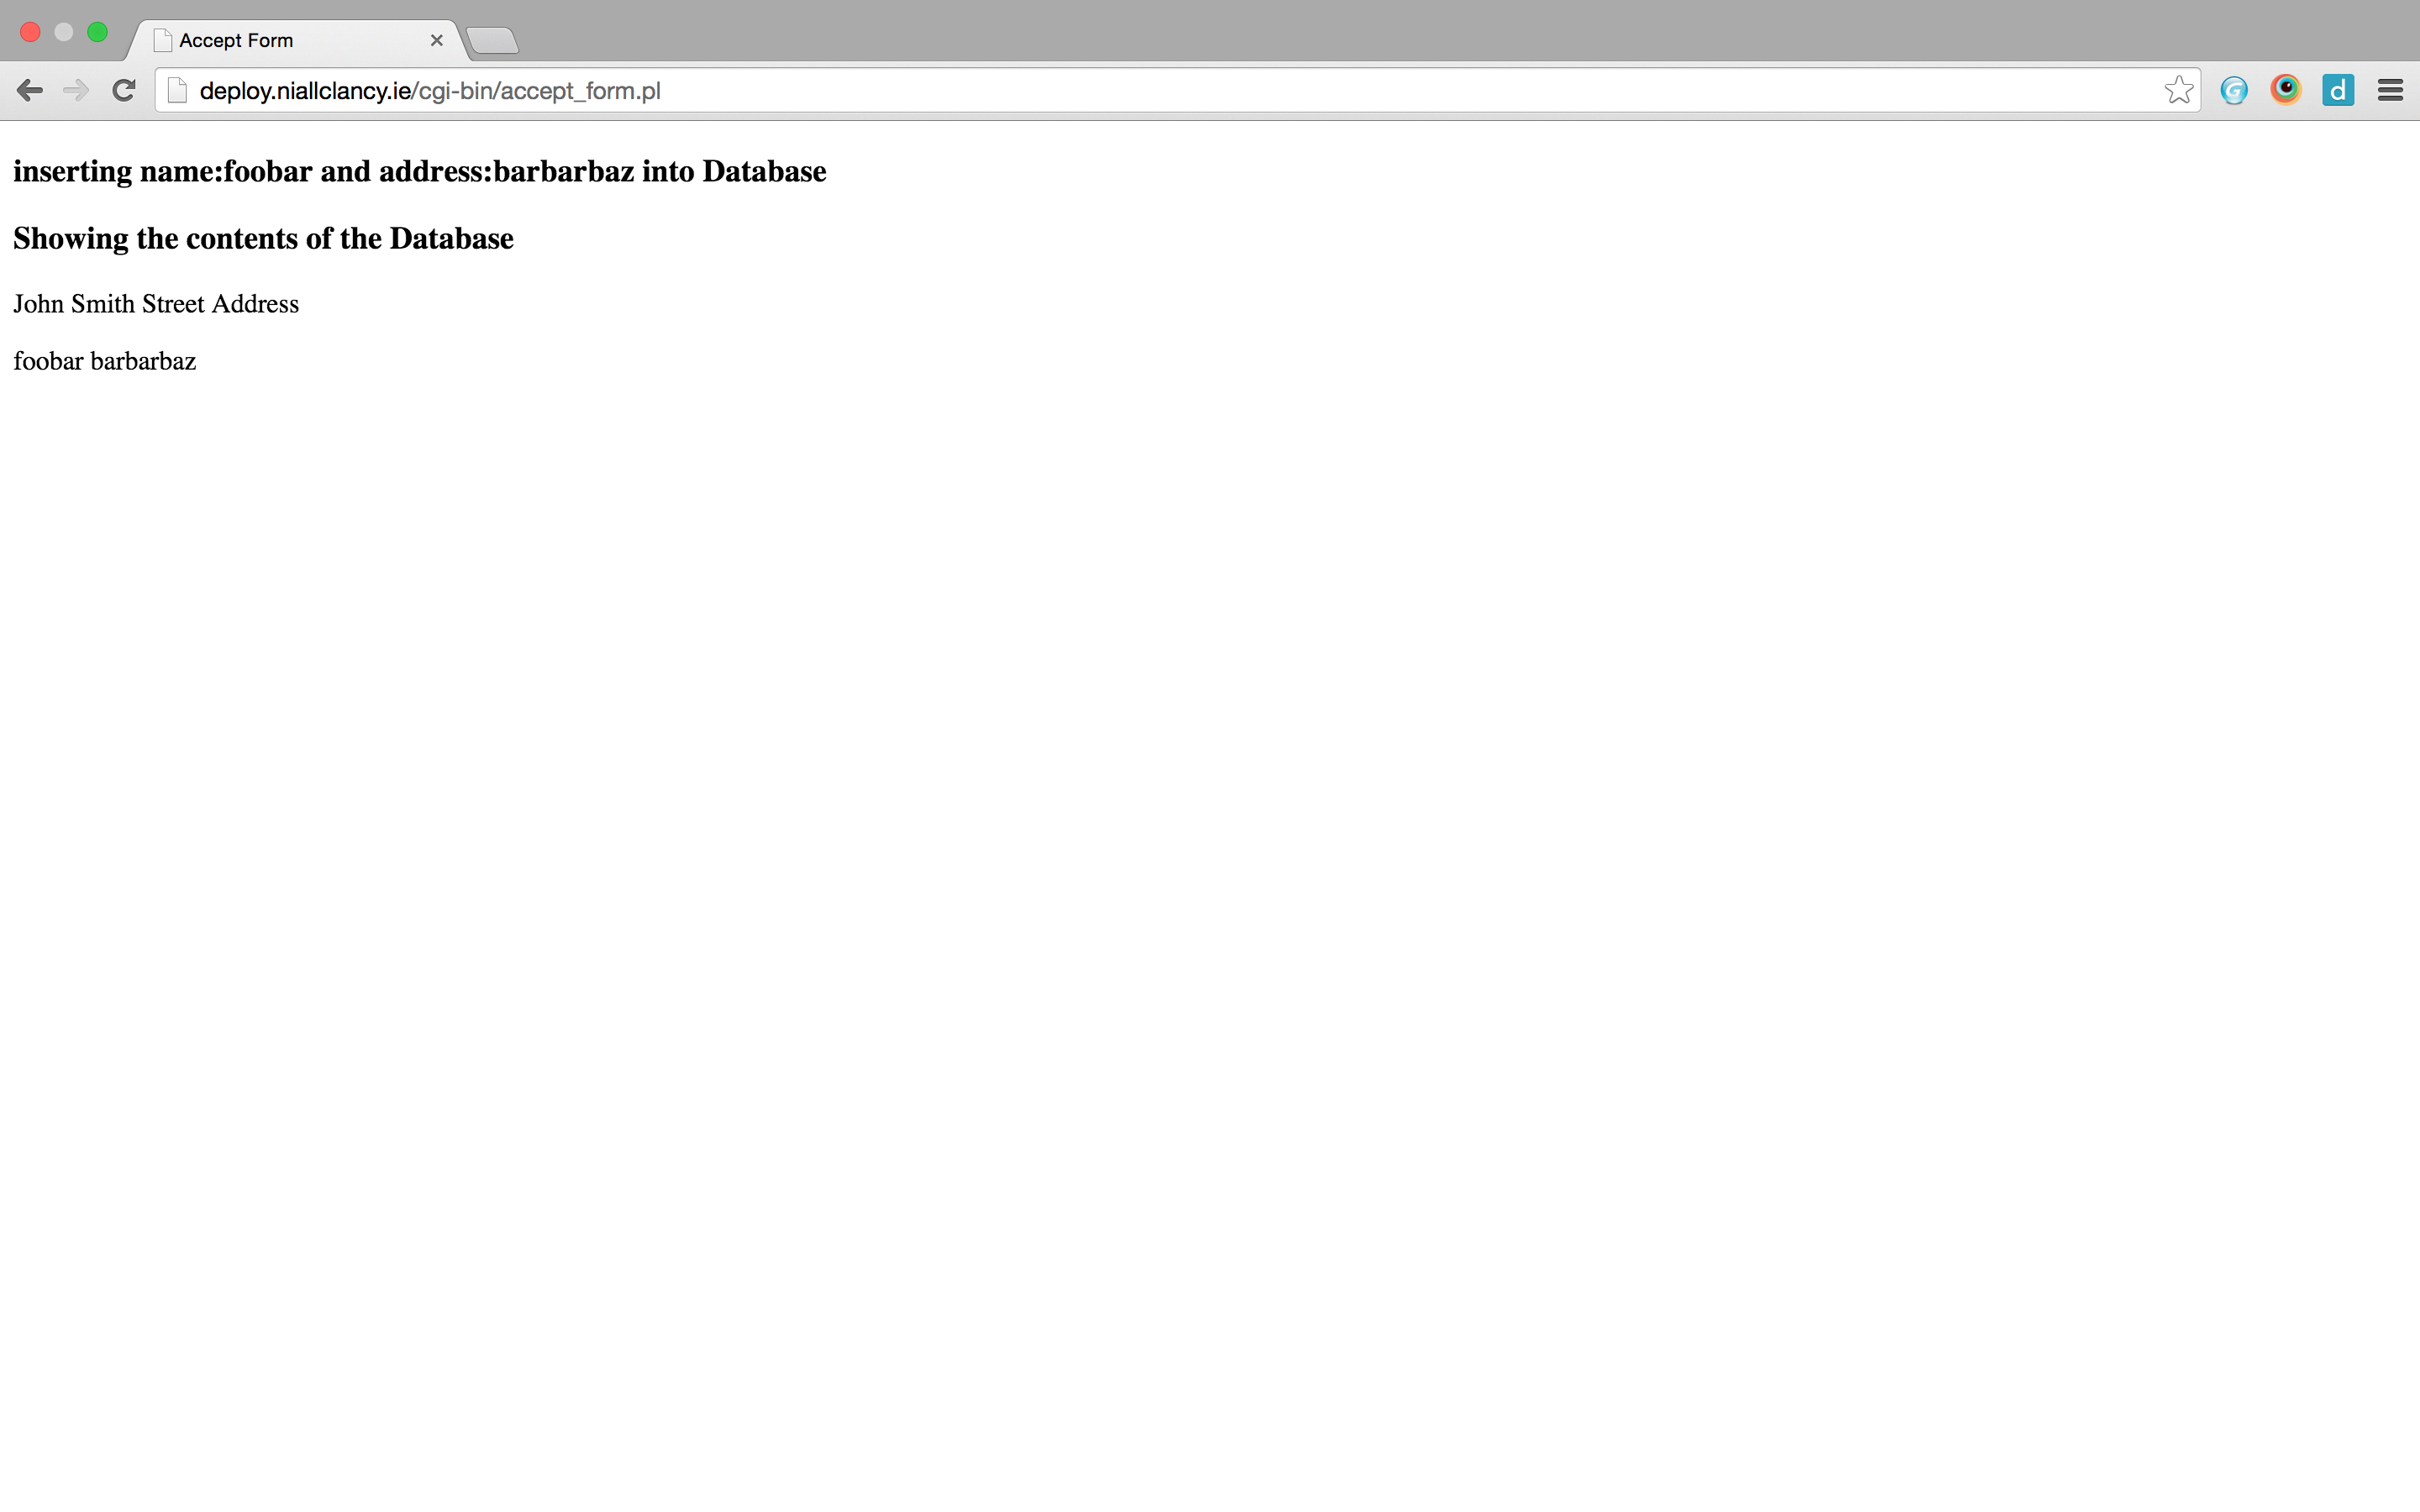 Accept Form
deploy.niallclancy.ie/cgi-bin/accept_form.pl
G
d
inserting name:foobar and address:barbarbaz into Database
Showing the contents of the Database
John Smith Street Address
foobar barbarbaz